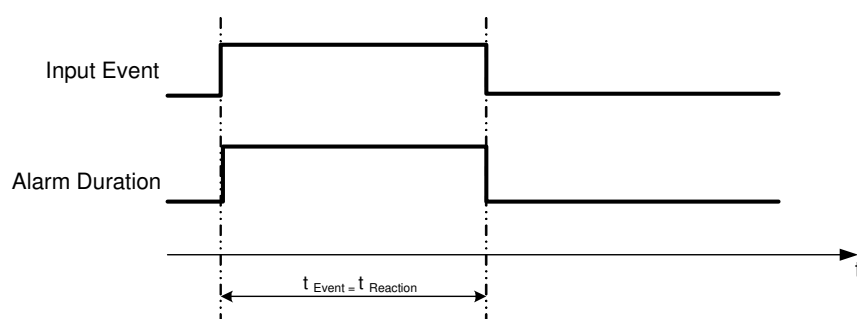 Input Event
Alarm Duration
t
t Event = t Reaction